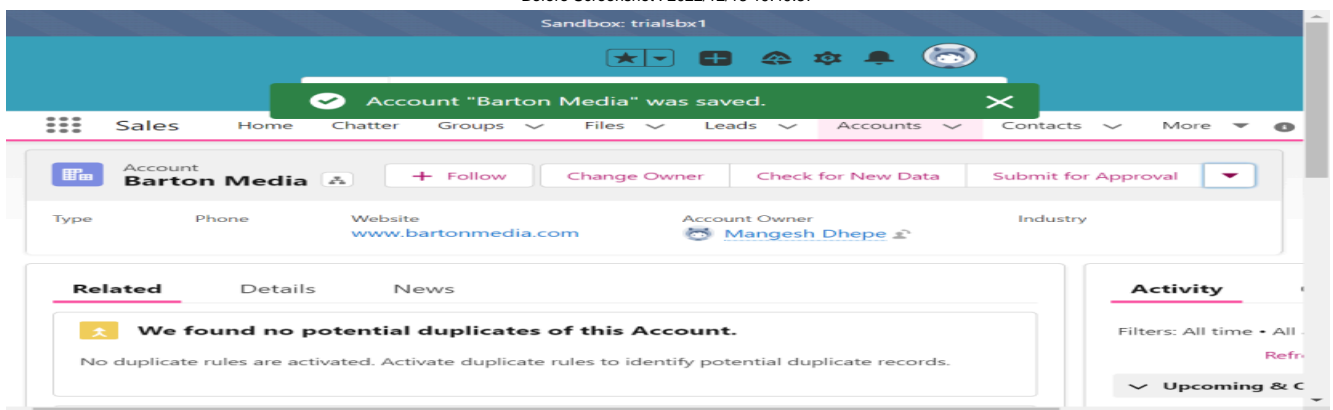 Sandbox: trialsbx1
Account "Barton Media" was saved.
Sales Home Chatter Groups Files Leads Accounts Contacts More
Account
Barton Media
+ Follow Change Owner Check for New Data Submit for Approval
Type Phone Website Account Owner Industry
www.bartonmedia.com Mangesh Dhepe
Related Details News
Activity
We found no potential duplicates of this Account.
No duplicate rules are activated. Activate duplicate rules to identify potential duplicate records.
Filters: All time • All
Refr
Upcoming &